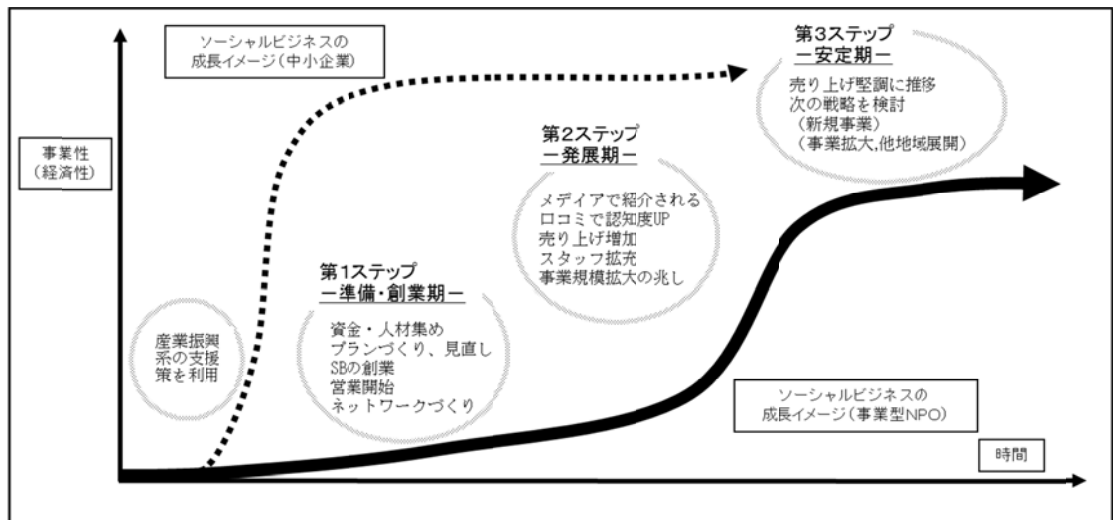 ソーシャルビジネスの
成長イメージ(中小企業)
事業性
(経済性)
産業振興
系の支援
策を利用
第1ステップ
－準備・創業期－
資金・人材集め
プランづくり、見直し
SBの創業
営業開始
ネットワークづくり
第2ステップ
－発展期－
メディアで紹介される
口コミで認知度UP
売り上げ増加
スタッフ拡充
事業規模拡大の兆し
第3ステップ
－安定期－
売り上げ堅調に推移
次の戦略を検討
(新規事業)
(事業拡大,他地域展開)
ソーシャルビジネスの
成長イメージ(事業型NPO)
時間